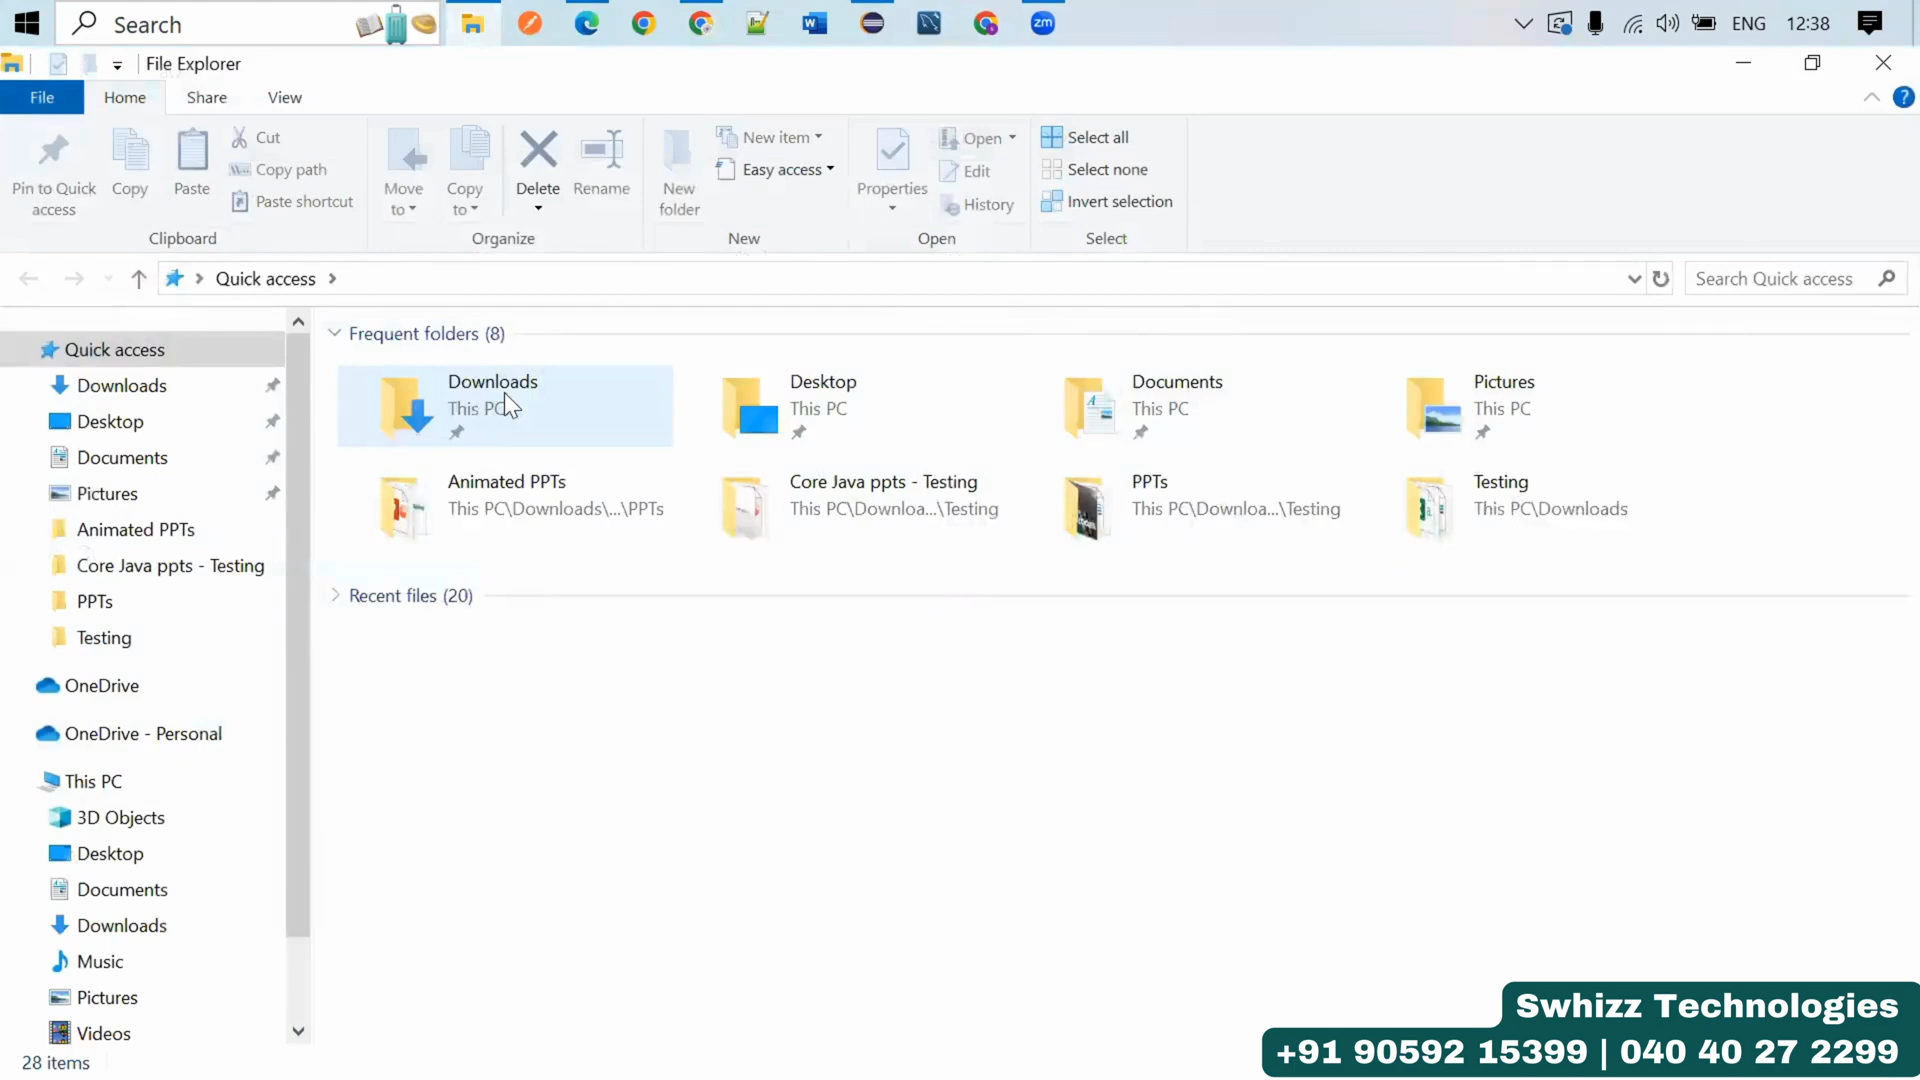 Search
zm
ENG
12:38
File Explorer
File
Home
Share
View
?
Pin to Quick
access
Copy
Paste
Cut
Copy path
Paste shortcut
Clipboard
Move
to
Copy
to
Delete
Rename
Organize
New
folder
New item
Easy access
New
Properties
Open
Edit
History
Open
Select all
Select none
Invert selection
Select
Quick access
Search Quick access
Quick access
Downloads
Desktop
Documents
Pictures
Animated PPTs
Core Java ppts - Testing
PPTs
Testing
OneDrive
OneDrive - Personal
This PC
3D Objects
Desktop
Documents
Downloads
Music
Pictures
Videos
28 items
Frequent folders (8)
Downloads
This PC
Desktop
This PC
Documents
This PC
Pictures
This PC
Animated PPTs
This PC\Downloads\...\PPTs
Core Java ppts - Testing
This PC\Downloa...\Testing
PPTs
This PC\Downloa...\Testing
Testing
This PC\Downloads
Recent files (20)
Swhizz Technologies
+91 90592 15399 | 040 40 27 2299